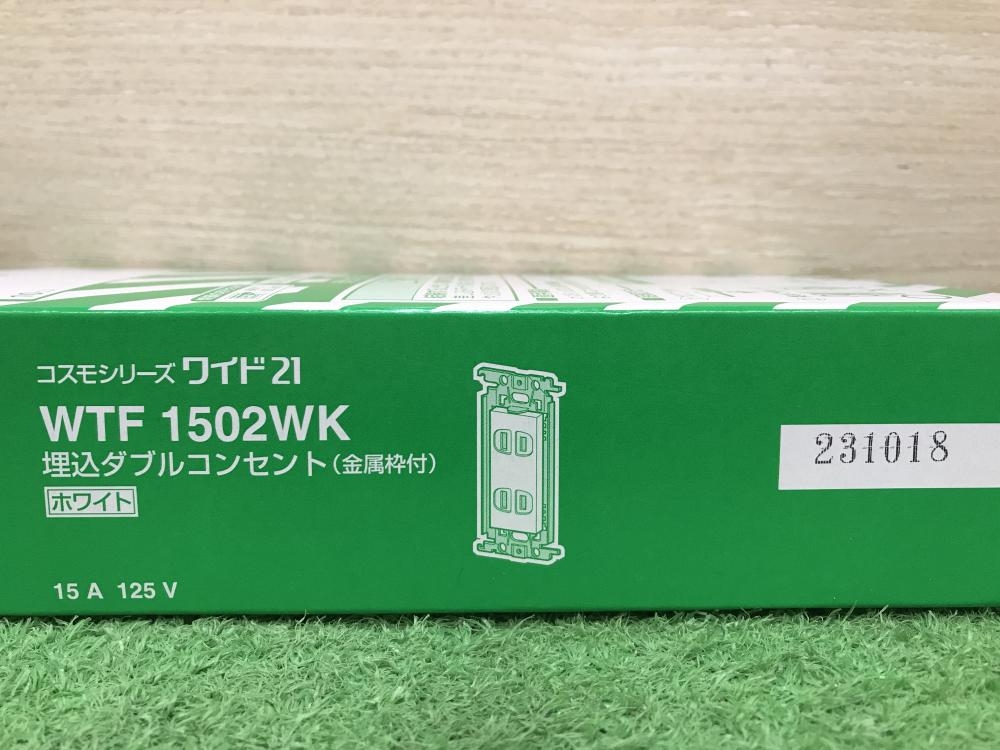 コスモシリーズ ワイド21
WTF 1502WK
埋込ダブルコンセント（金属枠付）
ホワイト
15 A 125 V
231018